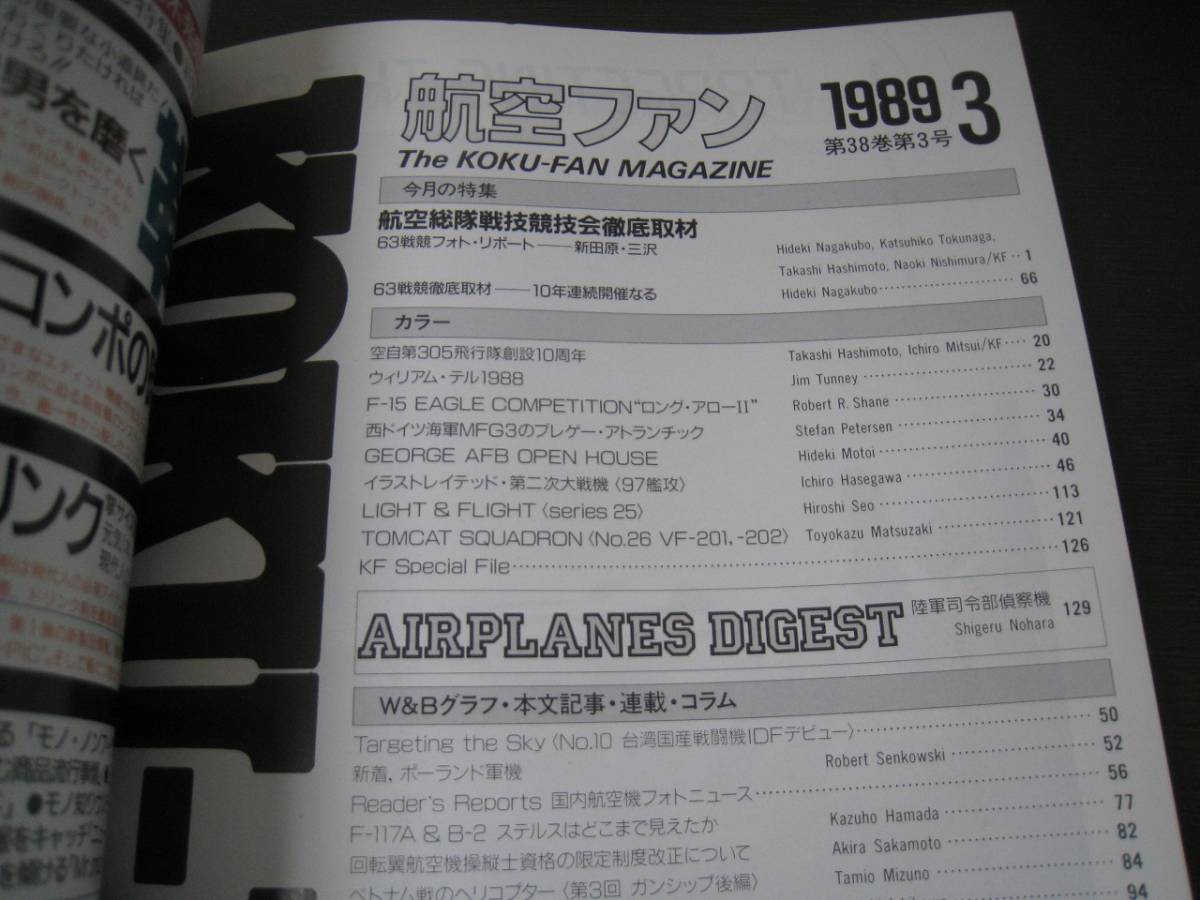 航空ファン
1989 3
第38巻第3号
The KOKU-FAN MAGAZINE
今月の特集
航空総隊戦技競技会徹底取材
63戦競フォト・リポート——新田原・三沢
Hideki Nagakubo, Katsuhiko Tokunaga,
Takashi Hashimoto, Naoki Nishimura/KF ‥ 1
63戦競徹底取材——10年連続開催なる Hideki Nagakubo 66
カラー
空自第305飛行隊創設10周年 Takashi Hashimoto, Ichiro Mitsui/KF 20
ウィリアム・テル1988 Jim Tunney 22
F-15 EAGLE COMPETITION“ロング・アローII” Robert R. Shane 30
西ドイツ海軍MFG3のブレゲー・アトランチック Stefan Petersen 34
GEORGE AFB OPEN HOUSE Hideki Motoi 40
イラストレイテッド・第二次大戦機〈97艦攻〉 Ichiro Hasegawa 46
LIGHT & FLIGHT〈series 25〉 Hiroshi Seo 113
TOMCAT SQUADRON〈No.26 VF-201, -202〉 Toyokazu Matsuzaki 121
KF Special File 126
AIRPLANES DIGEST 陸軍司令部偵察機
Shigeru Nohara 129
W&Bグラフ・本文記事・連載・コラム
Targeting the Sky〈No.10 台湾国産戦闘機IDFデビュー〉 50
新着, ポーランド軍機 Robert Senkowski 52
Reader's Reports 国内航空機フォトニュース 56
F-117A & B-2 ステルスはどこまで見えたか Kazuho Hamada 77
回転翼航空機操縦士資格の限定制度改正について Akira Sakamoto 82
ベトナム戦のヘリコプター〈第3回 ガンシップ後編〉 Tamio Mizuno 84
94
男を磨く
コンポの
リンク